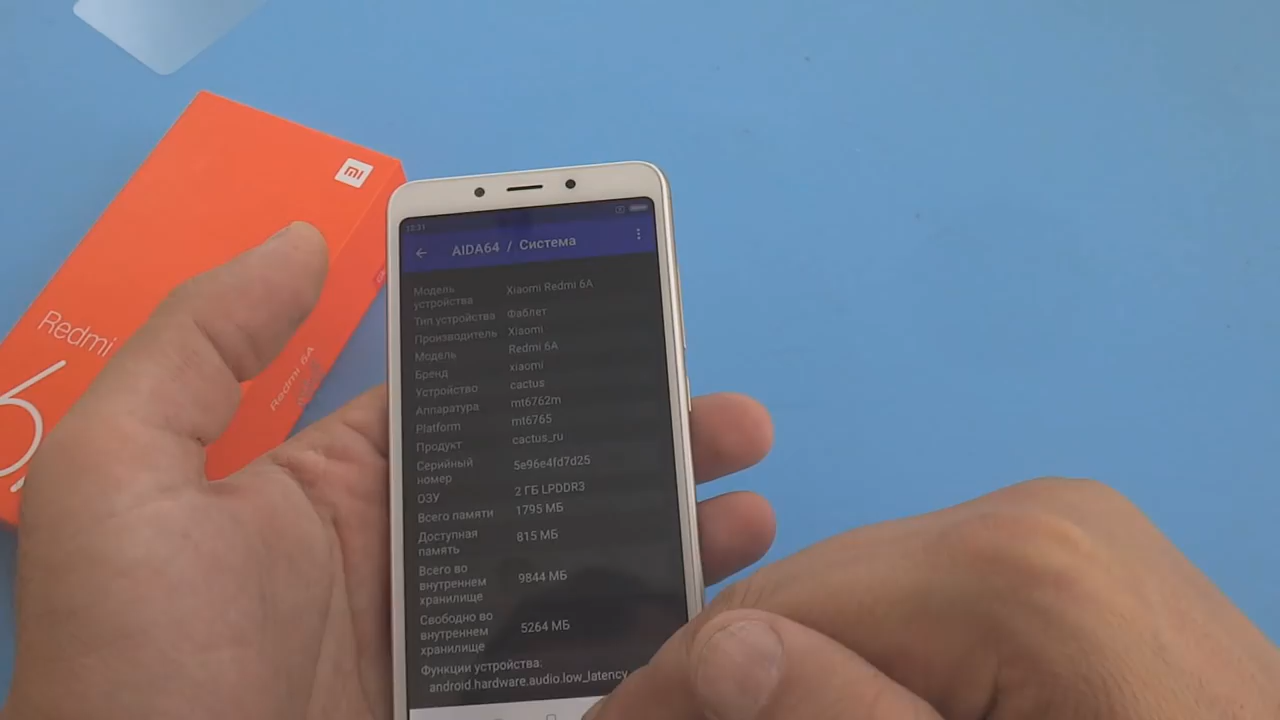 mi
Redmi
6
Redmi 6A
12:31
AIDA64 / Система
Модель
устройства
Xiaomi Redmi 6A
Тип устройства
Фаблет
Производитель
Xiaomi
Модель
Redmi 6A
Бренд
xiaomi
Устройство
cactus
Аппаратура
mt6762m
Platform
mt6765
Продукт
cactus_ru
Серийный
номер
5e96e4fd7d25
ОЗУ
2 ГБ LPDDR3
Всего памяти
1795 МБ
Доступная
память
815 МБ
Всего во
внутреннем
хранилище
9844 МБ
Свободно во
внутреннем
хранилище
5264 МБ
Функции устройства:
android.hardware.audio.low_latency